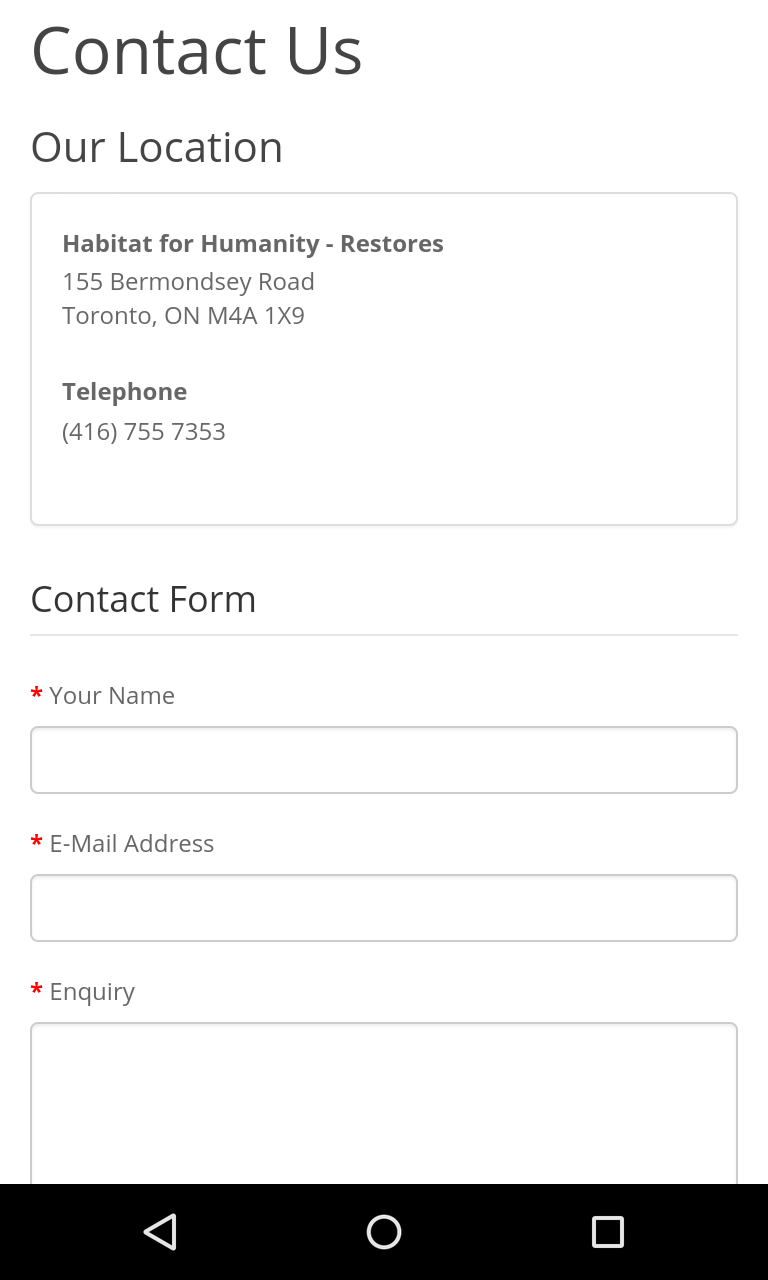 Contact Us
Our Location
Habitat for Humanity - Restores
155 Bermondsey Road
Toronto, ON M4A 1X9
Telephone
(416) 755 7353
Contact Form
* Your Name
* E-Mail Address
* Enquiry